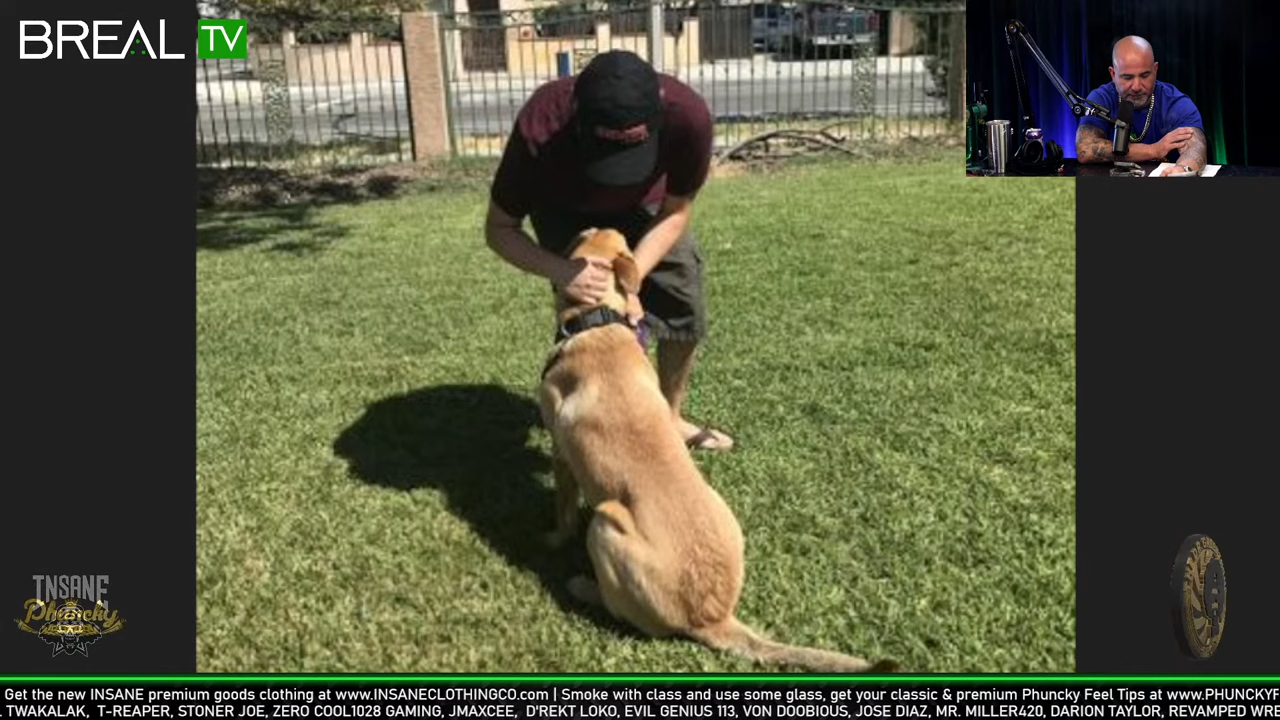 BREAL TV
INSANE
Phuncky
Get the new INSANE premium goods clothing at www.INSANECLOTHINGCO.com | Smoke with class and use some glass, get your classic & premium Phuncky Feel Tips at www.PHUNCKYF
. TWAKALAK, T-REAPER, STONER JOE, ZERO COOL1028 GAMING, JMAXCEE, D'REKT LOKO, EVIL GENIUS 113, VON DOOBIOUS, JOSE DIAZ, MR. MILLER420, DARION TAYLOR, REVAMPED WRE